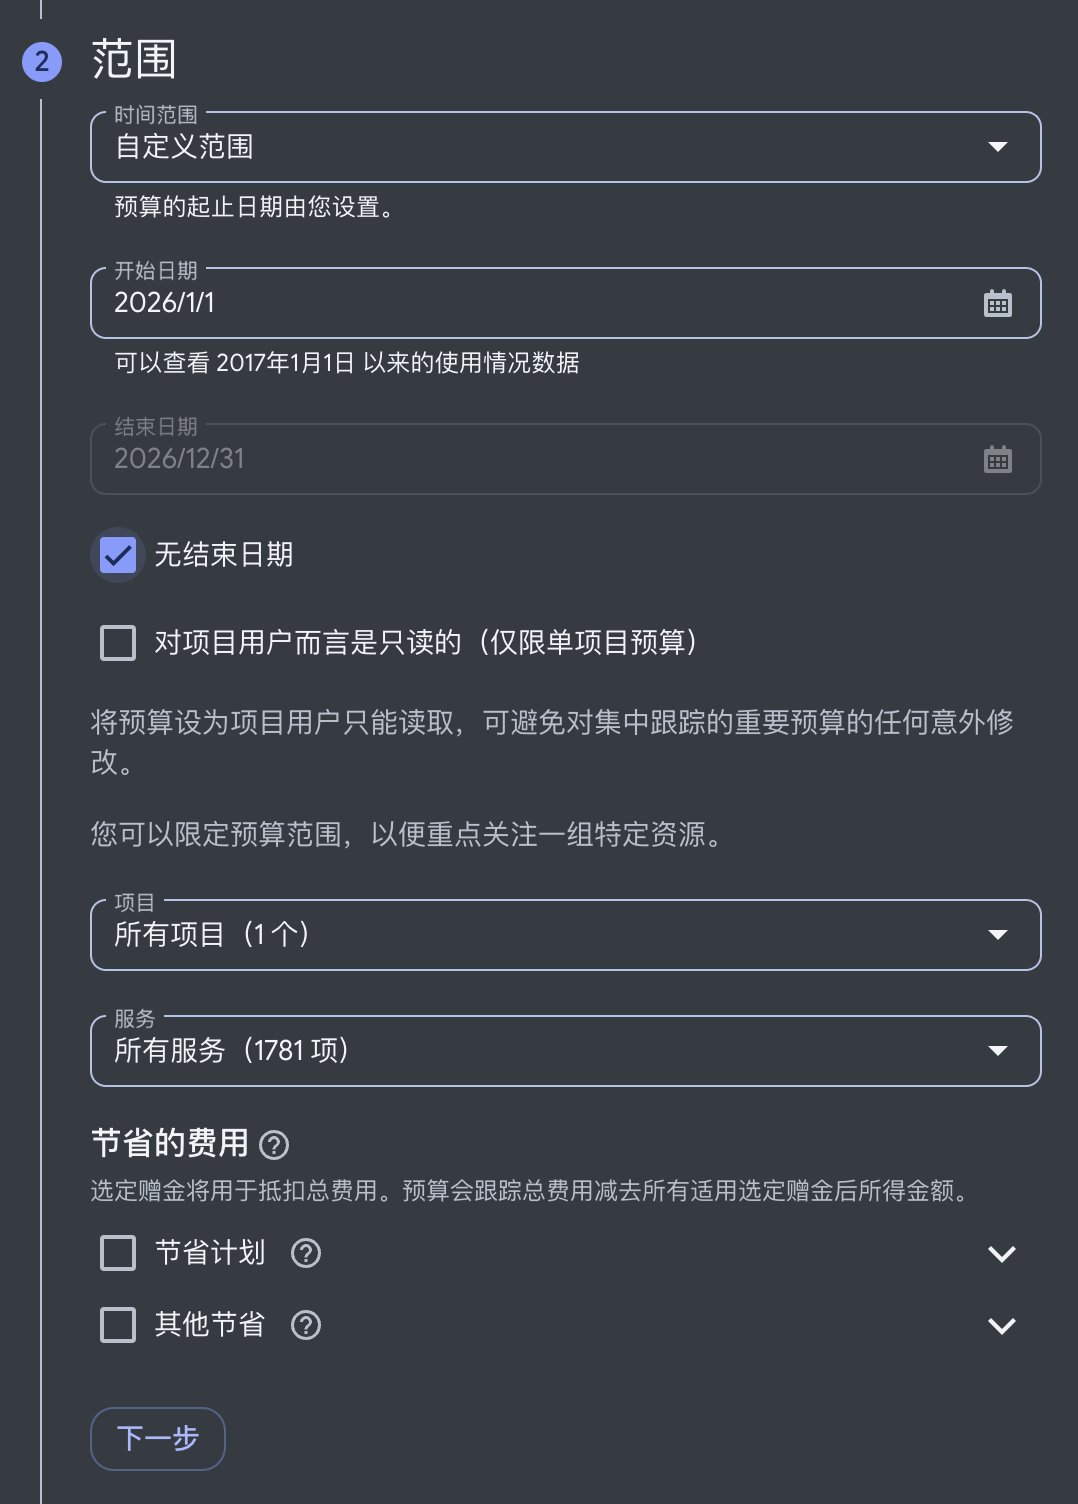 2
范围
时间范围
自定义范围
预算的起止日期由您设置。
开始日期
2026/1/1
可以查看 2017年1月1日 以来的使用情况数据
结束日期
2026/12/31
无结束日期
对项目用户而言是只读的（仅限单项目预算）
将预算设为项目用户只能读取，可避免对集中跟踪的重要预算的任何意外修
改。
您可以限定预算范围，以便重点关注一组特定资源。
项目
所有项目（1 个）
服务
所有服务（1781 项）
节省的费用 ?
选定赠金将用于抵扣总费用。预算会跟踪总费用减去所有适用选定赠金后所得金额。
节省计划 ?
其他节省 ?
下一步